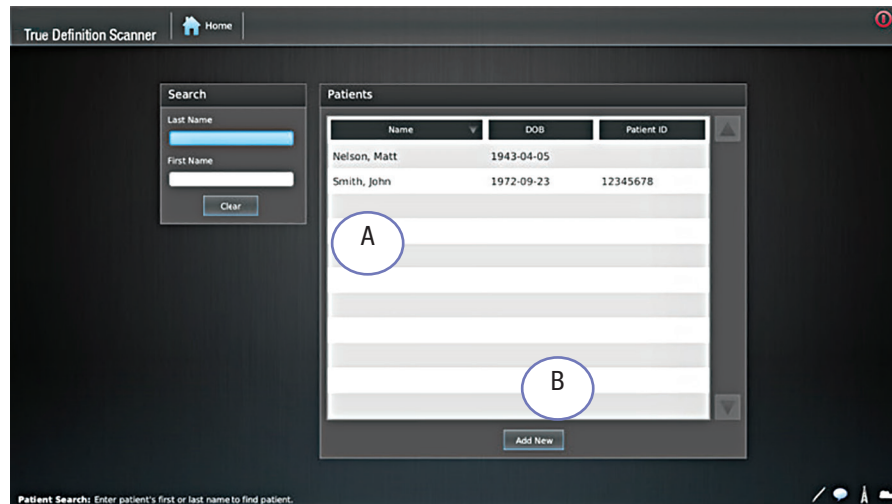 True Definition Scanner
Home
Search
Last Name
First Name
Clear
Patients
Name DOB Patient ID
Nelson, Matt 1943-04-05
Smith, John 1972-09-23 12345678
A
B
Add New
Patient Search: Enter patient's first or last name to find patient.